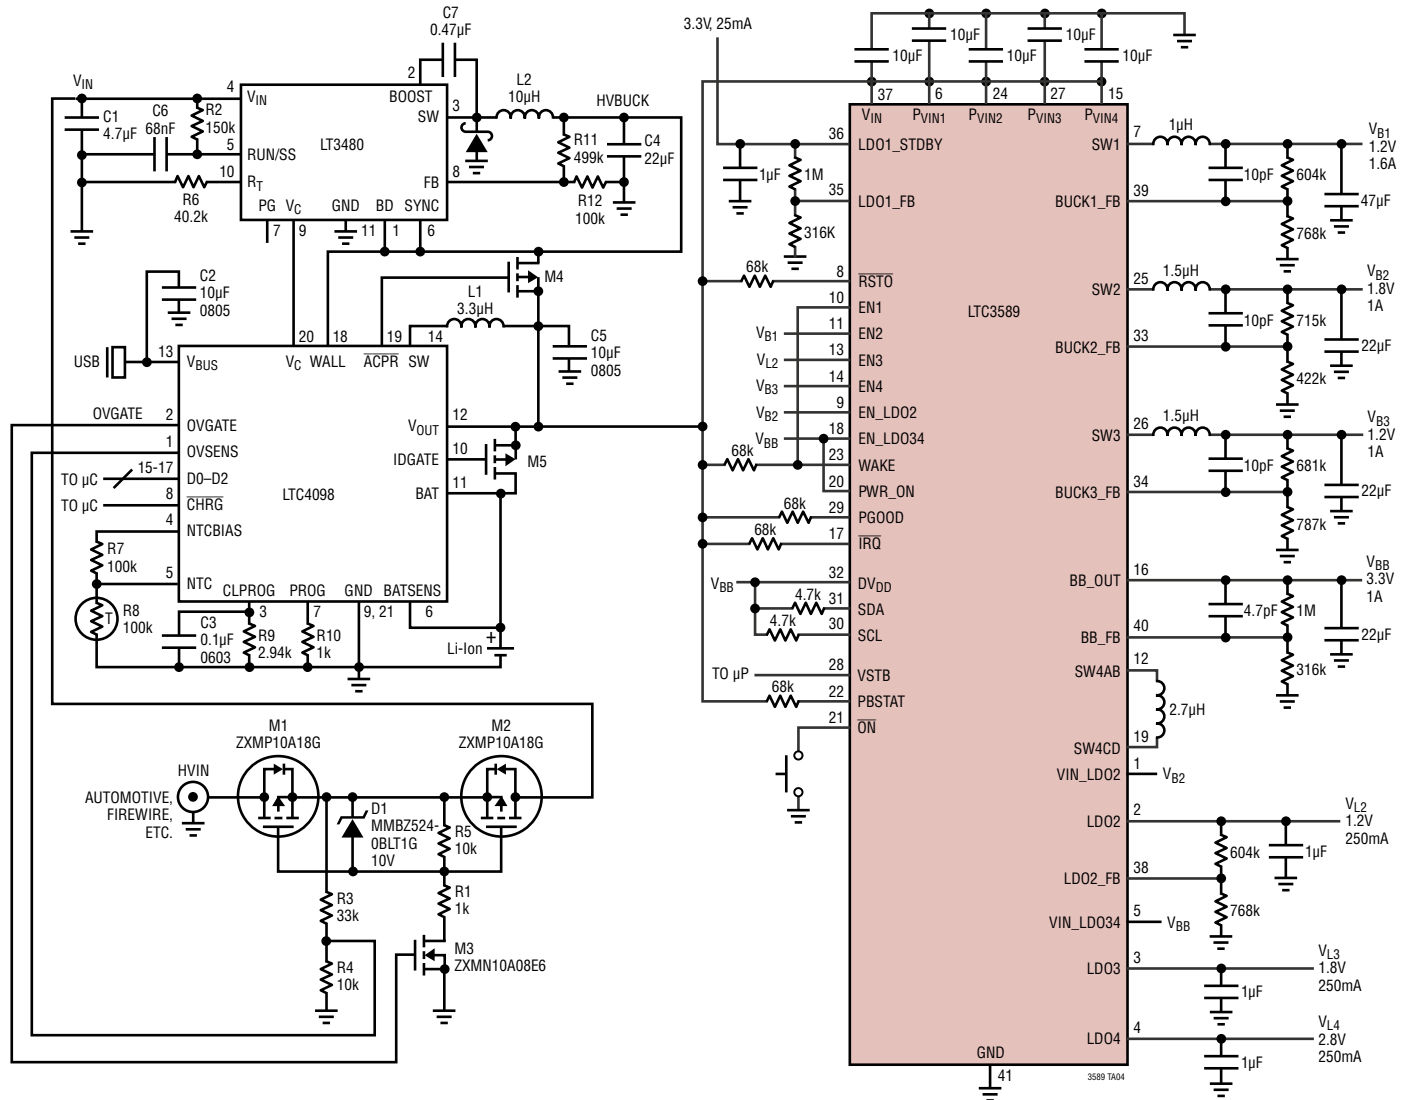 C7
0.47µF
2
VIN
4
VIN
BOOST
3
SW
L2
10µH
HVBUCK
C1
4.7µF
C6
68nF
R2
150k
LT3480
5
RUN/SS
R11
499k
C4
22µF
10
RT
8
FB
R6
40.2k
R12
100k
PG
VC
GND
BD
SYNC
7
9
11
1
6
M4
C2
10µF
0805
L1
3.3µH
20
18
19
14
C5
10µF
0805
USB
13
VBUS
VC
WALL
ACPR
SW
OVGATE
2
OVGATE
1
OVSENS
TO µC
15-17
D0–D2
TO µC
8
CHRG
4
NTCBIAS
LTC4098
12
VOUT
10
IDGATE
M5
11
BAT
R7
100k
5
NTC
CLPROG
PROG
GND
BATSENS
3
7
9, 21
6
T
R8
100k
C3
0.1µF
0603
R9
2.94k
R10
1k
Li-Ion
+
M1
ZXMP10A18G
M2
ZXMP10A18G
HVIN
AUTOMOTIVE,
FIREWIRE,
ETC.
D1
MMBZ524-
0BLT1G
10V
R5
10k
R3
33k
R1
1k
R4
10k
M3
ZXMN10A08E6
3.3V, 25mA
10µF
10µF
10µF
10µF
10µF
37
6
24
27
15
VIN
PVIN1
PVIN2
PVIN3
PVIN4
36
LDO1_STDBY
1µF
1M
35
LDO1_FB
316K
68k
8
RSTO
10
EN1
LTC3589
VB1
11
EN2
VL2
13
EN3
VB3
14
EN4
VB2
9
EN_LDO2
VBB
18
EN_LDO34
68k
23
WAKE
20
PWR_ON
68k
29
PGOOD
68k
17
IRQ
VBB
32
DVDD
4.7k
31
SDA
4.7k
30
SCL
TO µP
28
VSTB
68k
22
PBSTAT
21
ON
SW1
7
1µH
VB1
1.2V
1.6A
10pF
604k
47µF
BUCK1_FB
39
768k
SW2
25
1.5µH
VB2
1.8V
1A
10pF
715k
22µF
BUCK2_FB
33
422k
SW3
26
1.5µH
VB3
1.2V
1A
10pF
681k
22µF
BUCK3_FB
34
787k
BB_OUT
16
VBB
3.3V
1A
4.7pF
1M
22µF
BB_FB
40
316k
SW4AB
12
2.7µH
SW4CD
19
VIN_LDO2
1
VB2
LDO2
2
VL2
1.2V
250mA
604k
1µF
LDO2_FB
38
768k
VIN_LDO34
5
VBB
LDO3
3
VL3
1.8V
250mA
1µF
LDO4
4
VL4
2.8V
250mA
1µF
GND
41
3589 TA04